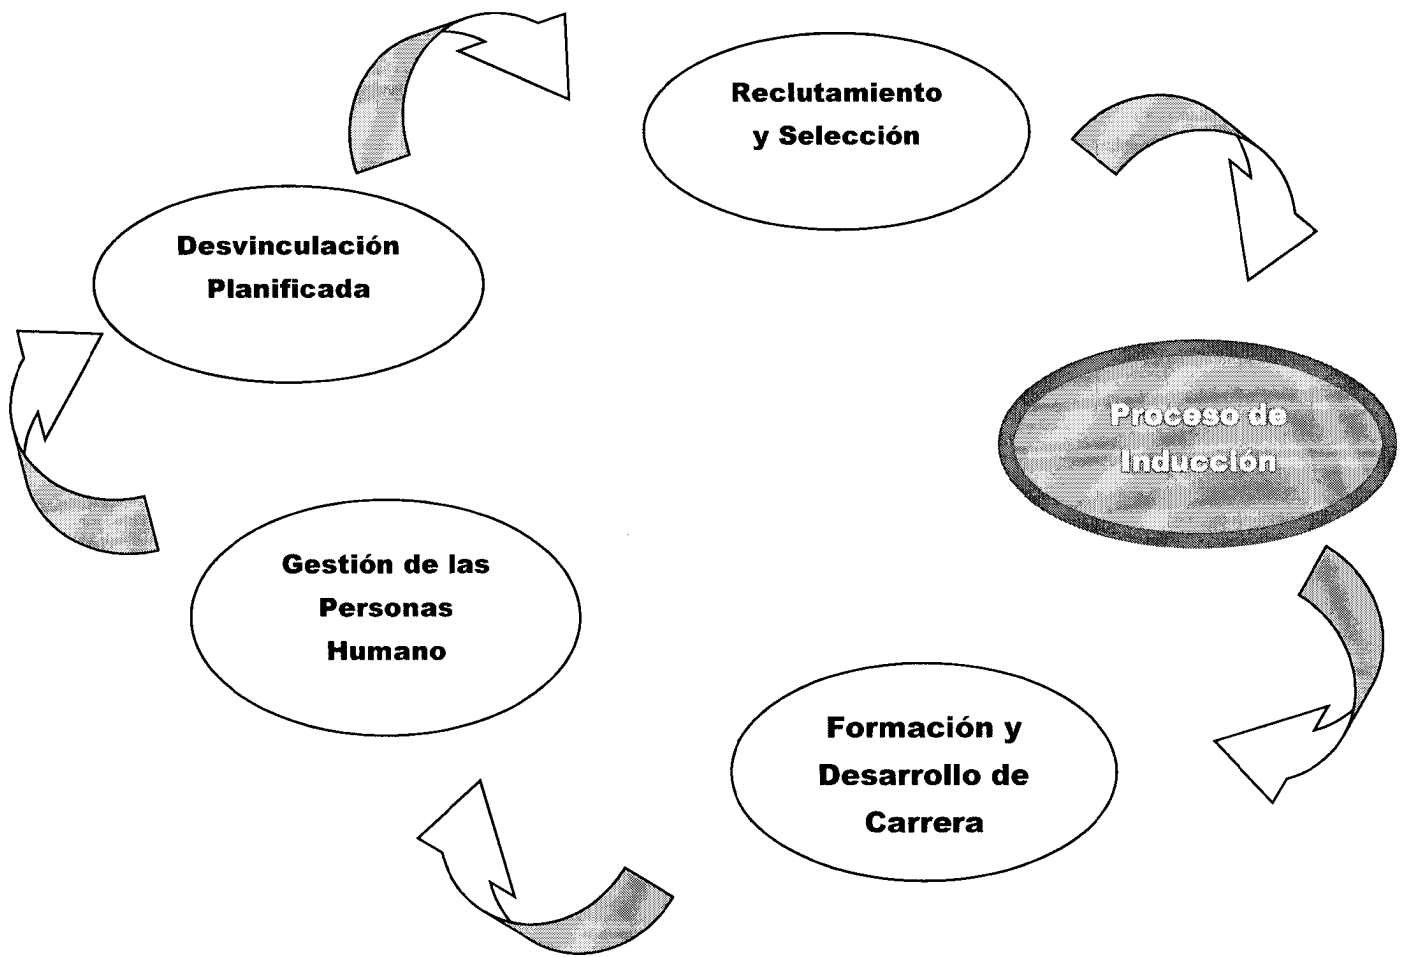 Reclutamiento
y Selección
Desvinculación
Planificada
Proceso de
Inducción
Gestión de las
Personas
Humano
Formación y
Desarrollo de
Carrera